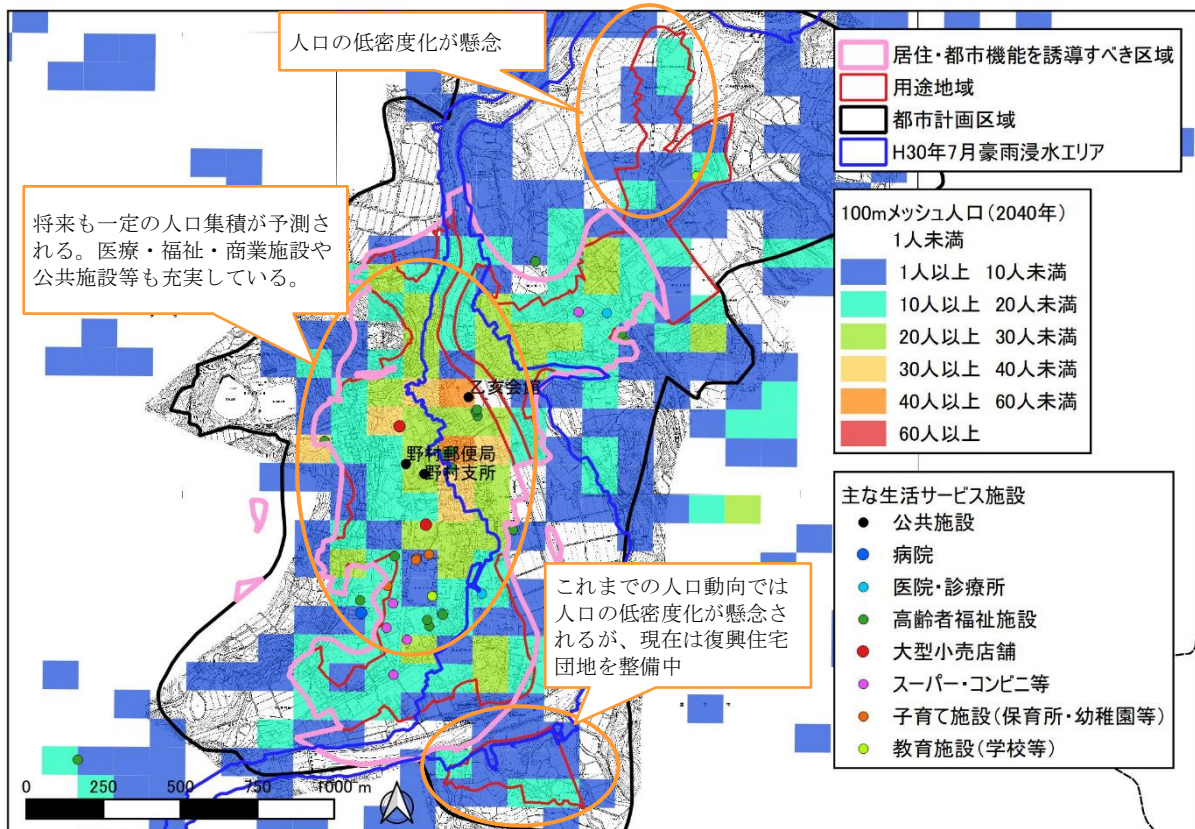 人口の低密度化が懸念
将来も一定の人口集積が予測さ
れる。医療・福祉・商業施設や
公共施設等も充実している。
乙亥会館
野村郵便局
野村支所
これまでの人口動向では
人口の低密度化が懸念さ
れるが、現在は復興住宅
団地を整備中
0 250 500 750 1000 m
居住・都市機能を誘導すべき区域
用途地域
都市計画区域
H30年7月豪雨浸水エリア
100mメッシュ人口(2040年)
1人未満
1人以上 10人未満
10人以上 20人未満
20人以上 30人未満
30人以上 40人未満
40人以上 60人未満
60人以上
主な生活サービス施設
公共施設
病院
医院・診療所
高齢者福祉施設
大型小売店舗
スーパー・コンビニ等
子育て施設(保育所・幼稚園等)
教育施設(学校等)